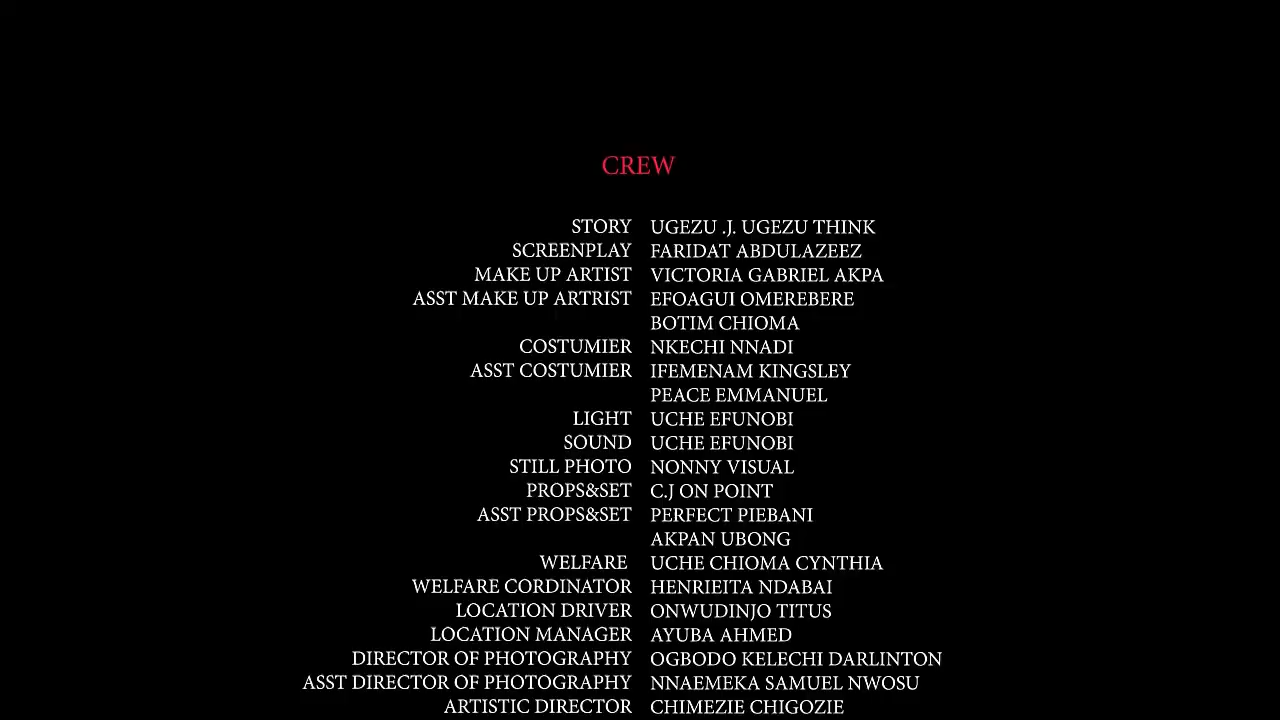 CREW
STORY UGEZU .J. UGEZU THINK
SCREENPLAY FARIDAT ABDULAZEEZ
MAKE UP ARTIST VICTORIA GABRIEL AKPA
ASST MAKE UP ARTRIST EFOAGUI OMEREBERE
BOTIM CHIOMA
COSTUMIER NKECHI NNADI
ASST COSTUMIER IFEMENAM KINGSLEY
PEACE EMMANUEL
LIGHT UCHE EFUNOBI
SOUND UCHE EFUNOBI
STILL PHOTO NONNY VISUAL
PROPS&SET C.J ON POINT
ASST PROPS&SET PERFECT PIEBANI
AKPAN UBONG
WELFARE UCHE CHIOMA CYNTHIA
WELFARE CORDINATOR HENRIEITA NDABAI
LOCATION DRIVER ONWUDINJO TITUS
LOCATION MANAGER AYUBA AHMED
DIRECTOR OF PHOTOGRAPHY OGBODO KELECHI DARLINTON
ASST DIRECTOR OF PHOTOGRAPHY NNAEMEKA SAMUEL NWOSU
ARTISTIC DIRECTOR CHIMEZIE CHIGOZIE